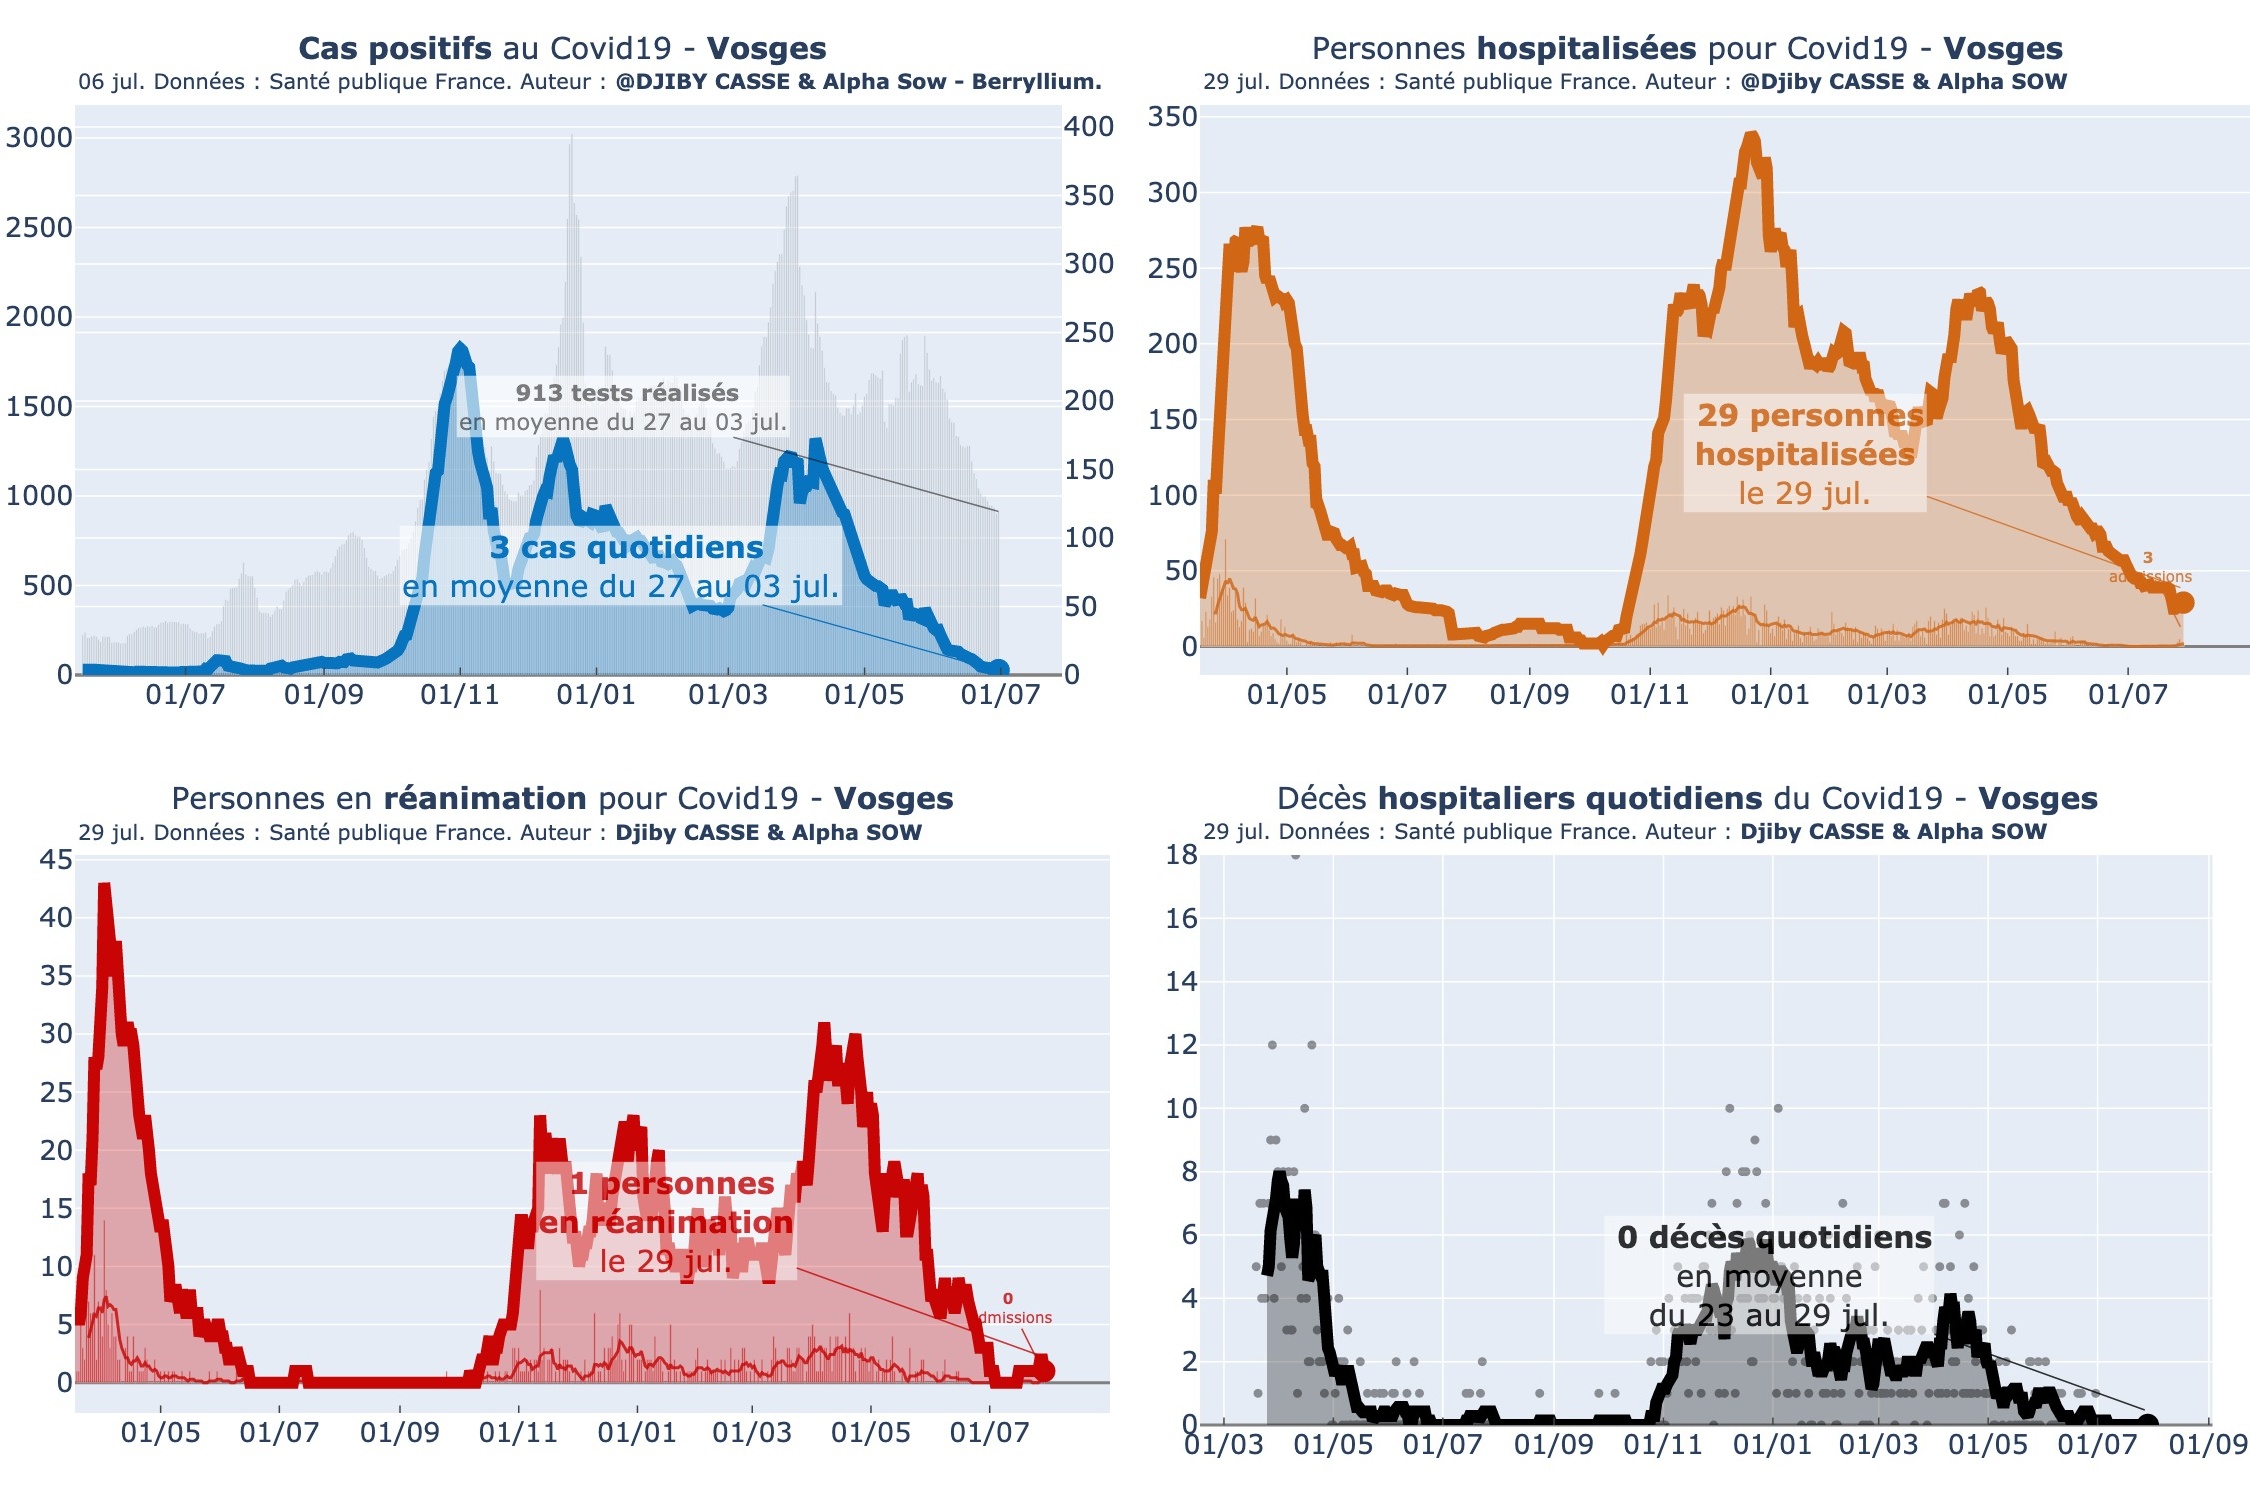 Cas positifs au Covid19 - Vosges
06 jul. Données : Santé publique France. Auteur : @DJIBY CASSE & Alpha Sow - Berryllium.
3000
2500
2000
1500
1000
500
0
400
350
300
250
200
150
100
50
0
913 tests réalisés
en moyenne du 27 au 03 jul.
3 cas quotidiens
en moyenne du 27 au 03 jul.
01/07 01/09 01/11 01/01 01/03 01/05 01/07
Personnes hospitalisées pour Covid19 - Vosges
29 jul. Données : Santé publique France. Auteur : @Djiby CASSE & Alpha SOW
350
300
250
200
150
100
50
0
29 personnes
hospitalisées
le 29 jul.
3
admissions
01/05 01/07 01/09 01/11 01/01 01/03 01/05 01/07
Personnes en réanimation pour Covid19 - Vosges
29 jul. Données : Santé publique France. Auteur : Djiby CASSE & Alpha SOW
45
40
35
30
25
20
15
10
5
0
1 personnes
en réanimation
le 29 jul.
0
dmissions
01/05 01/07 01/09 01/11 01/01 01/03 01/05 01/07
Décès hospitaliers quotidiens du Covid19 - Vosges
29 jul. Données : Santé publique France. Auteur : Djiby CASSE & Alpha SOW
18
16
14
12
10
8
6
4
2
0
0 décès quotidiens
en moyenne
du 23 au 29 jul.
01/03 01/05 01/07 01/09 01/11 01/01 01/03 01/05 01/07 01/09